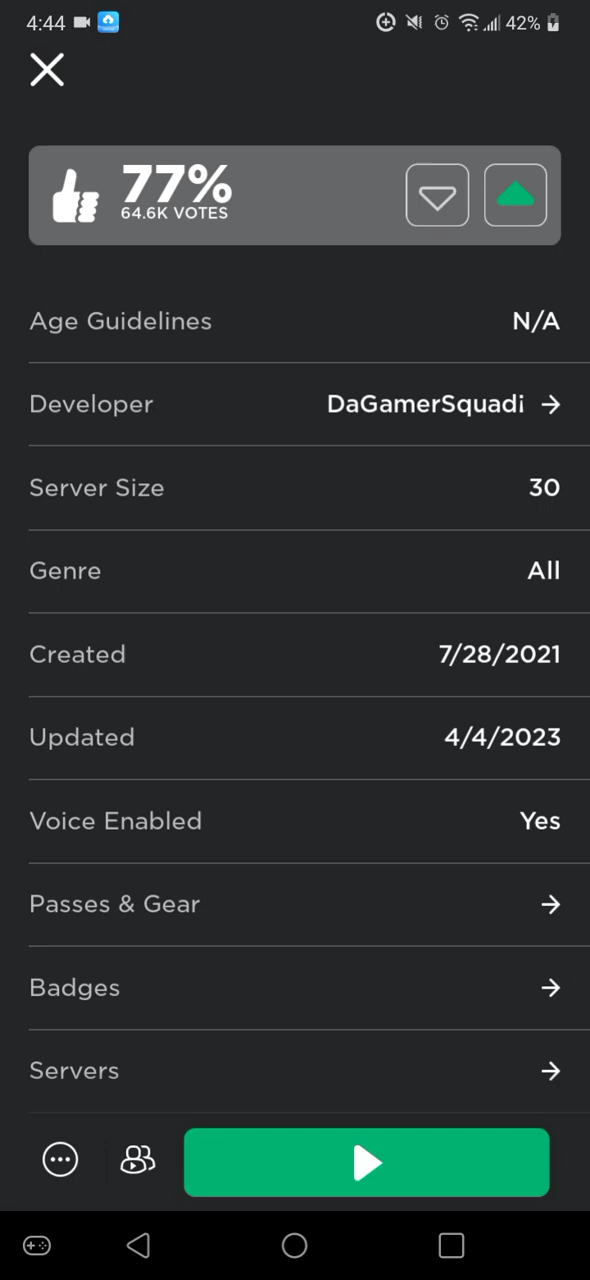 4:44 42%
77%
64.6K VOTES
Age Guidelines N/A
Developer DaGamerSquad¡
Server Size 30
Genre All
Created 7/28/2021
Updated 4/4/2023
Voice Enabled Yes
Passes & Gear
Badges
Servers